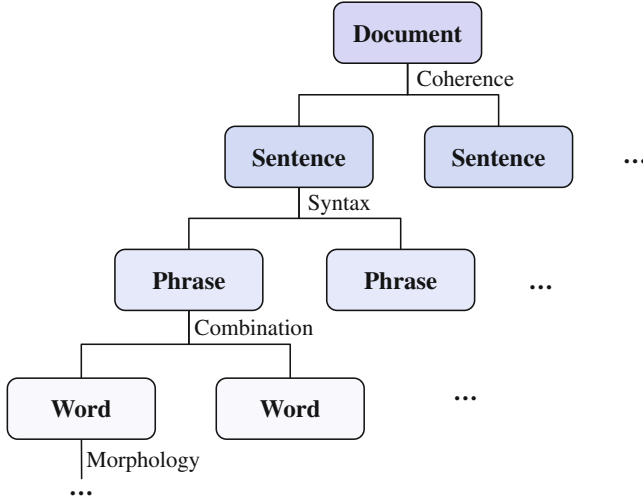 Document
Coherence
Sentence Sentence ...
Syntax
Phrase Phrase ...
Combination
Word Word ...
Morphology
...